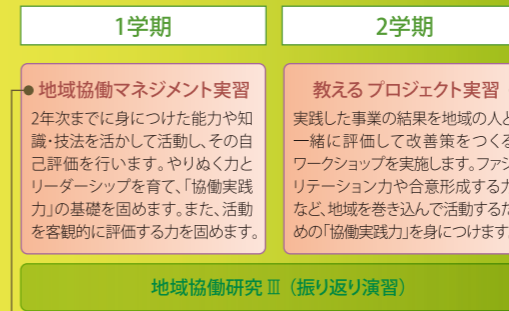 1学期
2学期
地域協働マネジメント実習
2年次までに身につけた能力や知
識・技法を活かして活動し、その自
己評価を行います。やりぬく力と
リーダーシップを育て、「協働実践
力」の基礎を固めます。また、活動
を客観的に評価する力を固めます。
教える プロジェクト実習
実践した事業の結果を地域の人と
一緒に評価して改善策をつくる
ワークショップを実施します。ファシ
リテーション力や合意形成する力
など、地域を巻き込んで活動するた
めの「協働実践力」を身につけます
地域協働研究 Ⅲ（振り返り演習）